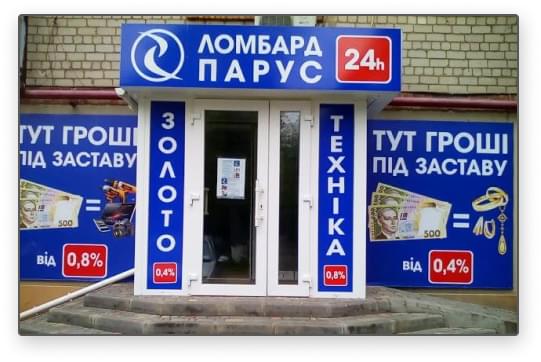 ЛОМБАРД
ПАРУС
24h
ТУТ ГРОШІ
ПІД ЗАСТАВУ
500
=
від 0,8%
ЗОЛОТО
0,4%
ТЕХНІКА
0,8%
ТУТ ГРОШІ
ПІД ЗАСТАВУ
500
=
від 0,4%